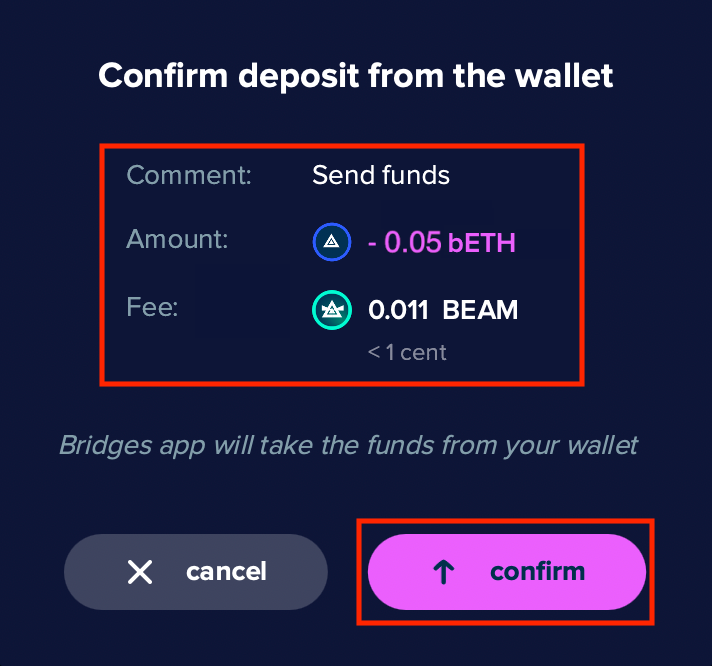 Confirm deposit from the wallet
Comment: Send funds
Amount: - 0.05 bETH
Fee: 0.011 BEAM
< 1 cent
Bridges app will take the funds from your wallet
cancel confirm